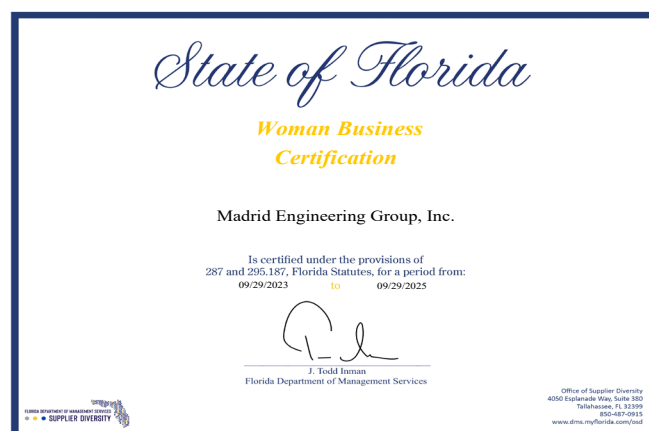 State of Florida
Woman Business
Certification
Madrid Engineering Group, Inc.
Is certified under the provisions of
287 and 295.187, Florida Statutes, for a period from:
09/29/2023 to 09/29/2025
J. Todd Inman
Florida Department of Management Services
FLORIDA DEPARTMENT OF MANAGEMENT SERVICES
SUPPLIER DIVERSITY
Office of Supplier Diversity
4050 Esplanade Way, Suite 380
Tallahassee, FL 32399
850-487-0915
www.dms.myflorida.com/osd